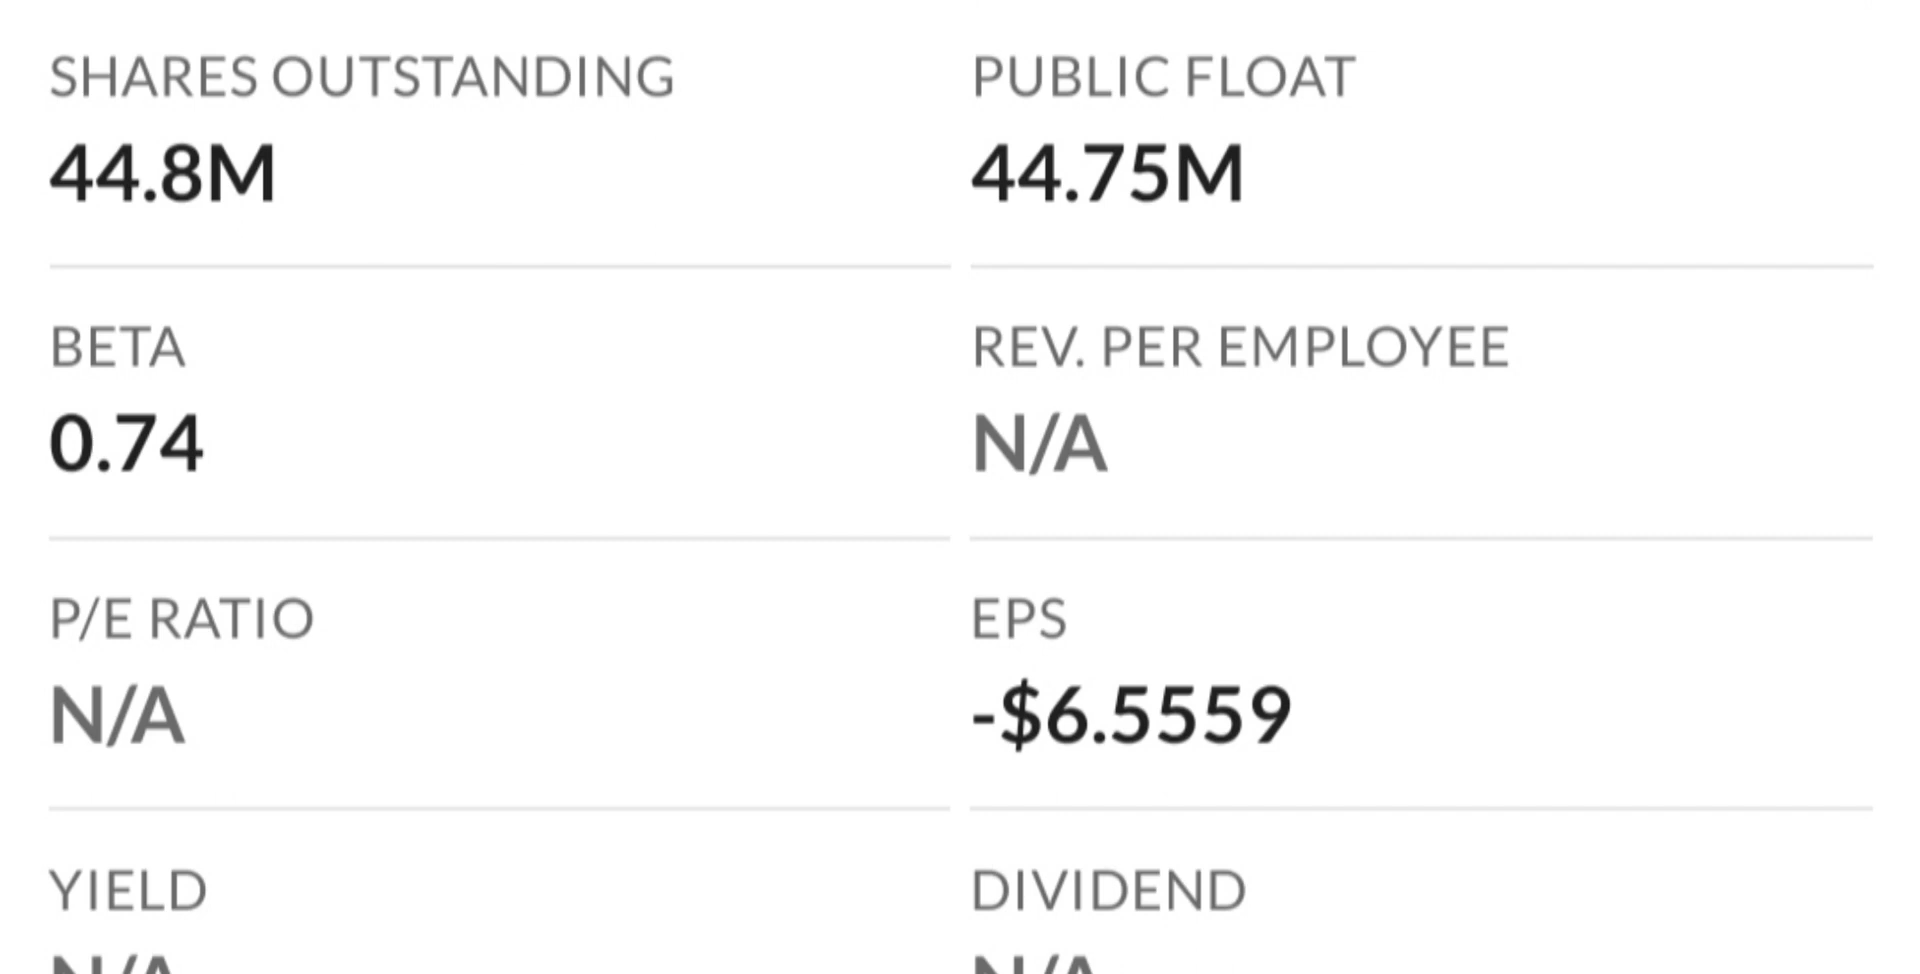 SHARES OUTSTANDING
44.8M
PUBLIC FLOAT
44.75M
BETA
0.74
REV. PER EMPLOYEE
N/A
P/E RATIO
N/A
EPS
-$6.5559
YIELD
N/A
DIVIDEND
N/A